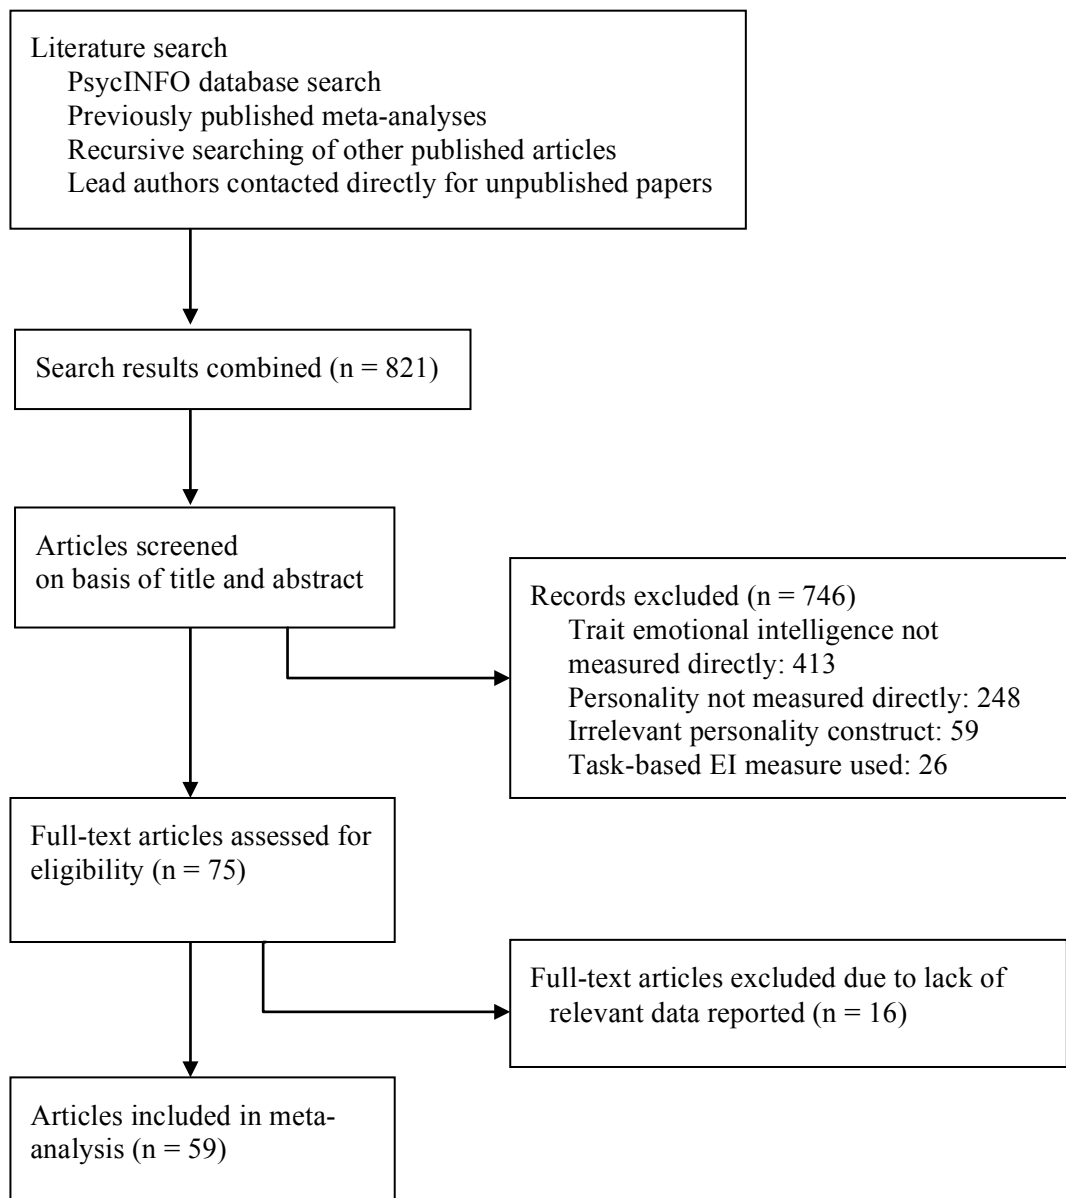 Literature search
PsycINFO database search
Previously published meta-analyses
Recursive searching of other published articles
Lead authors contacted directly for unpublished papers
Search results combined (n = 821)
Articles screened
on basis of title and abstract
Records excluded (n = 746)
Trait emotional intelligence not
measured directly: 413
Personality not measured directly: 248
Irrelevant personality construct: 59
Task-based EI measure used: 26
Full-text articles assessed for
eligibility (n = 75)
Full-text articles excluded due to lack of
relevant data reported (n = 16)
Articles included in meta-
analysis (n = 59)